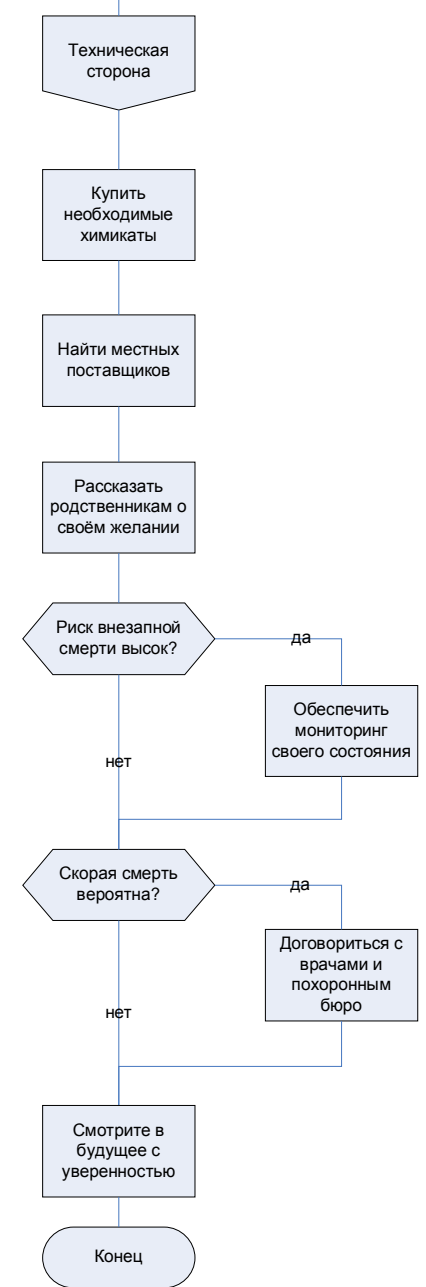 Техническая
сторона
Купить
необходимые
химикаты
Найти местных
поставщиков
Рассказать
родственникам о
своём желании
Риск внезапной
смерти высок?
да
Обеспечить
мониторинг
своего состояния
нет
Скорая смерть
вероятна?
да
Договориться с
врачами и
похоронным
бюро
нет
Смотрите в
будущее с
уверенностью
Конец